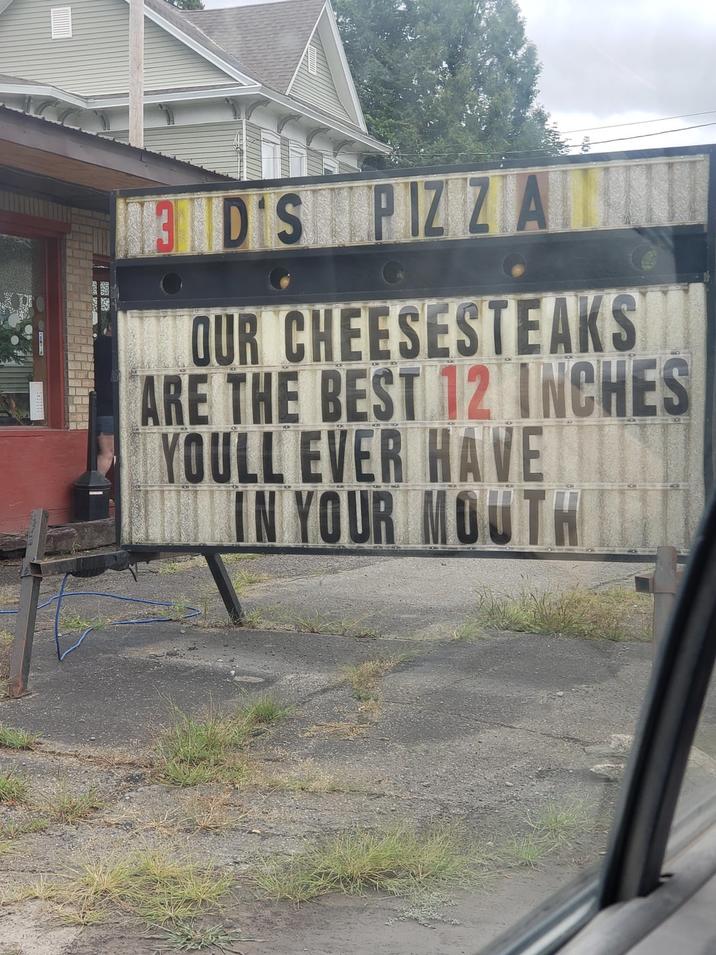 3 D'S PIZZA
OUR CHEESESTEAKS
ARE THE BEST 12 INCHES
YOULL EVER HAVE
IN YOUR MOUTH